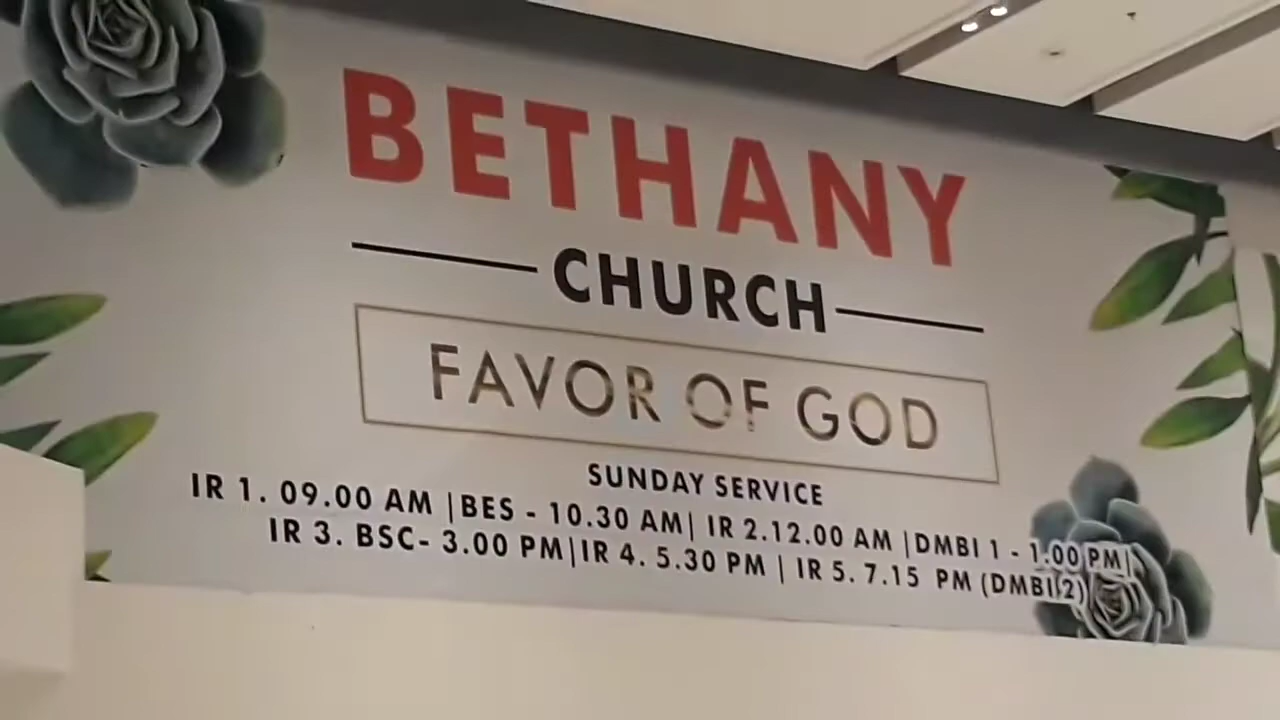 BETHANY
CHURCH
FAVOR OF GOD
SUNDAY SERVICE
IR 1. 09.00 AM |BES - 10.30 AM| IR 2.12.00 AM |DMBI 1 - 1.00 PM|
IR 3. BSC- 3.00 PM|IR 4. 5.30 PM | IR 5. 7.15 PM (DMBI 2)